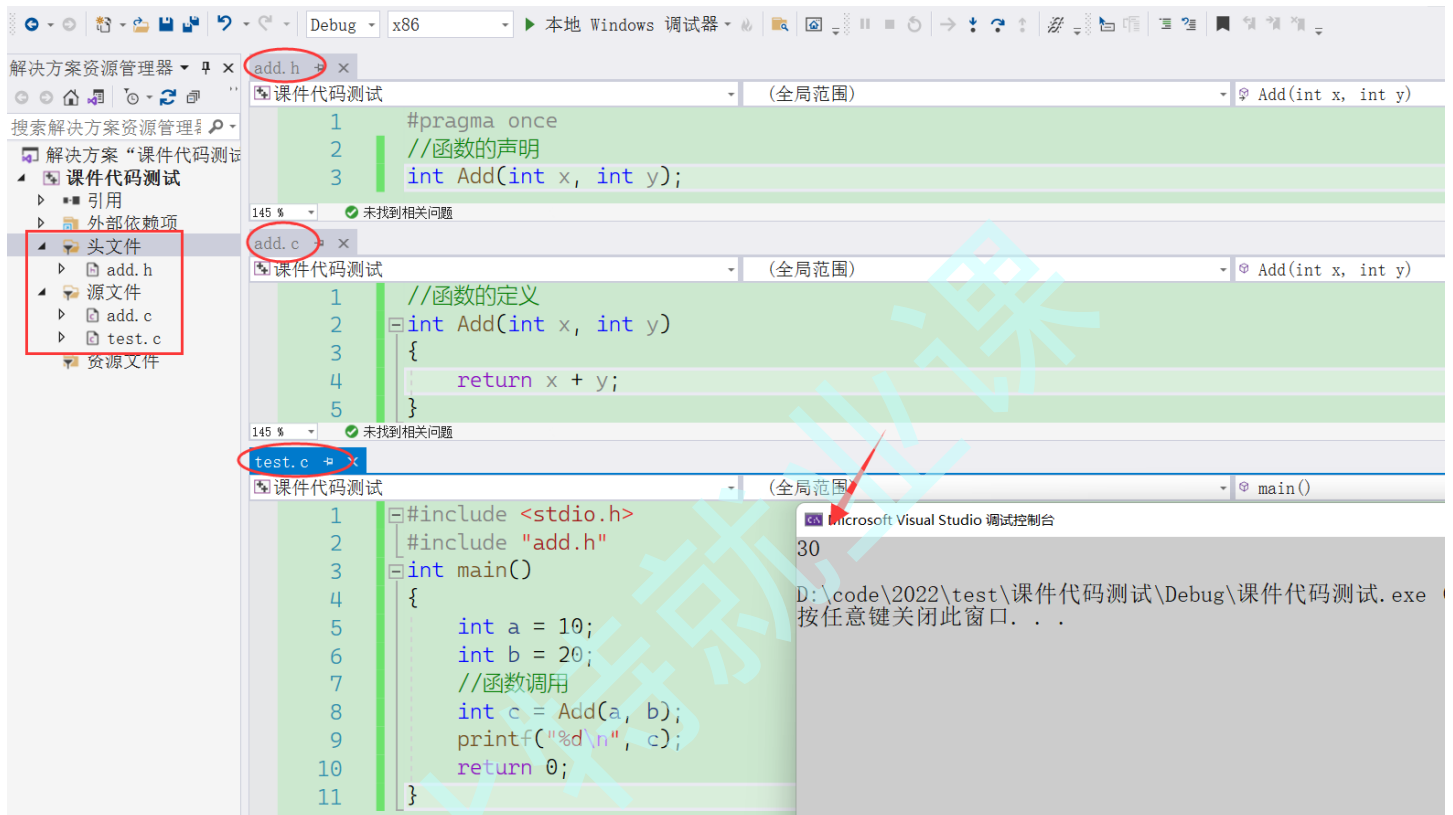 Debug x86 本地 Windows 调试器
解决方案资源管理器
搜索解决方案资源管理
解决方案“课件代码测试
课件代码测试
引用
外部依赖项
头文件
add.h
源文件
add.c
test.c
资源文件
add.h
课件代码测试 (全局范围) Add(int x, int y)
1 #pragma once
2 //函数的声明
3 int Add(int x, int y);
145 % 未找到相关问题
add.c
课件代码测试 (全局范围) Add(int x, int y)
1 //函数的定义
2 int Add(int x, int y)
3 {
4 return x + y;
5 }
145 % 未找到相关问题
test.c
课件代码测试 (全局范围) main()
1 #include <stdio.h>
2 #include "add.h"
3 int main()
4 {
5 int a = 10;
6 int b = 20;
7 //函数调用
8 int c = Add(a, b);
9 printf("%d\n", c);
10 return 0;
11 }
Microsoft Visual Studio 调试控制台
30
D:\code\2022\test\课件代码测试\Debug\课件代码测试.exe
按任意键关闭此窗口. . .
特就业课